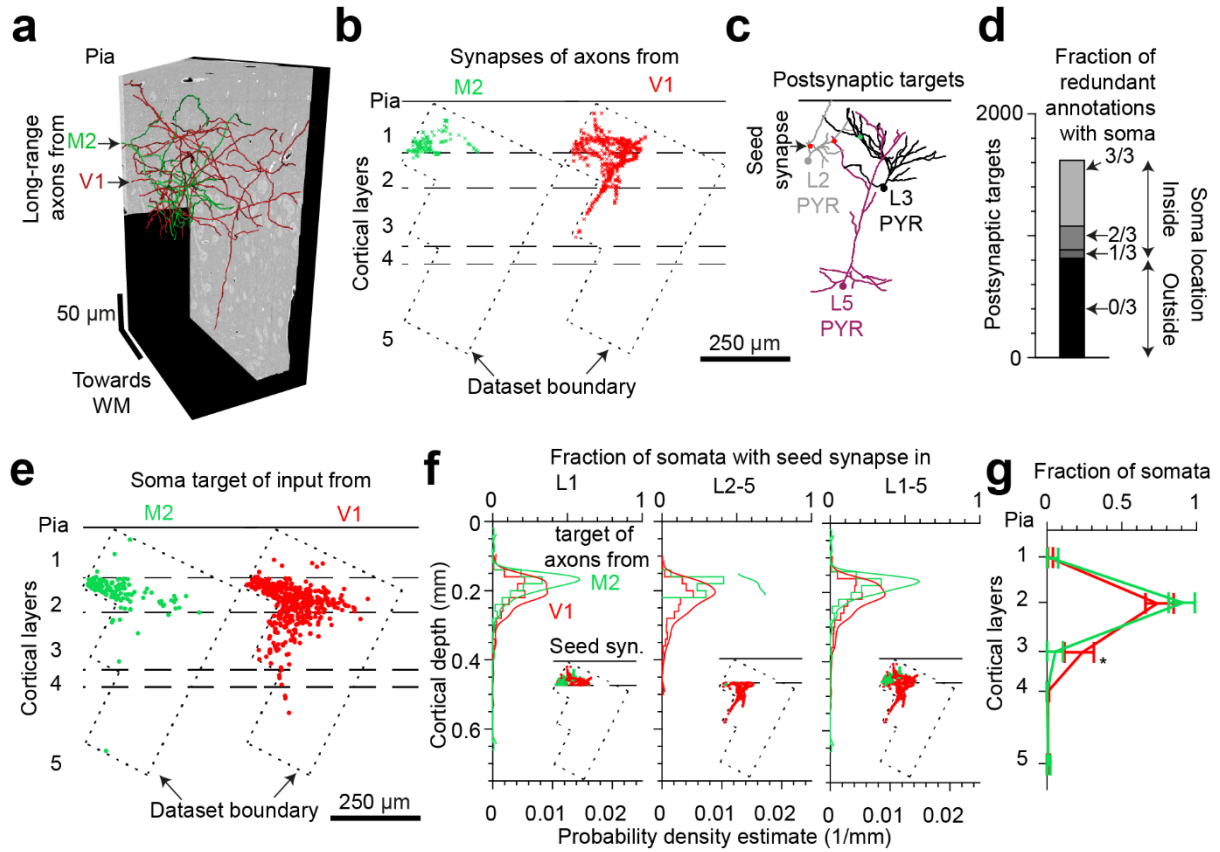 a
Pia
M2
V1
Long-range
axons from
50 µm
Towards
WM
b
Synapses of axons from
M2
V1
Pia
1
2
3
4
5
Cortical layers
Dataset boundary
250 µm
c
Postsynaptic targets
Seed
synapse
L2
PYR
L3
PYR
L5
PYR
d
Fraction of
redundant
annotations
with soma
2000
0
Postsynaptic targets
3/3
2/3
1/3
0/3
Inside
Outside
Soma location
e
Soma target of input from
M2
V1
Pia
1
2
3
4
5
Cortical layers
Dataset boundary
250 µm
f
Fraction of somata with seed synapse in
0 L1 1
0 L2-5 1
0 L1-5 1
0
0.2
0.4
0.6
Cortical depth (mm)
target of
axons from
M2
V1
Seed syn.
0 0.01 0.02
0 0.01 0.02
0 0.01 0.02
Probability density estimate (1/mm)
g
Fraction of somata
0 0.5 1
Pia
1
2
3
4
5
Cortical layers
*